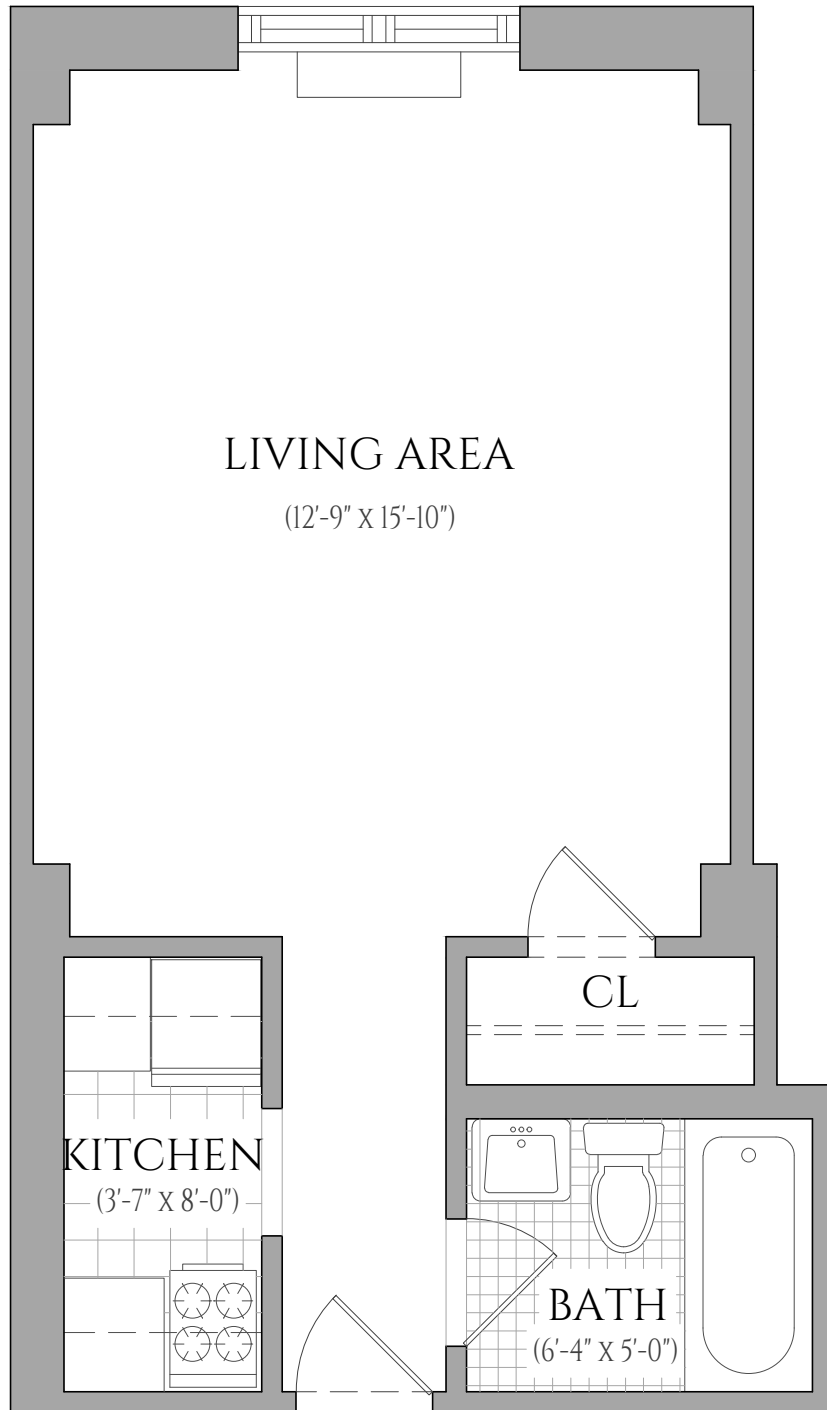 LIVING AREA
(12'-9" X 15'-10")
CL
KITCHEN
(3'-7" X 8'-0")
BATH
(6'-4" X 5'-0")